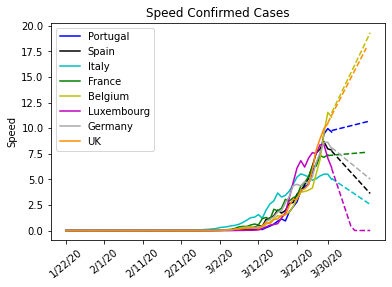 Speed Confirmed Cases
20.0
17.5
15.0
12.5
10.0
7.5
5.0
2.5
0.0
Speed
Portugal
Spain
Italy
France
Belgium
Luxembourg
Germany
UK
1/22/20
2/1/20
2/11/20
2/21/20
3/2/20
3/12/20
3/22/20
3/30/20